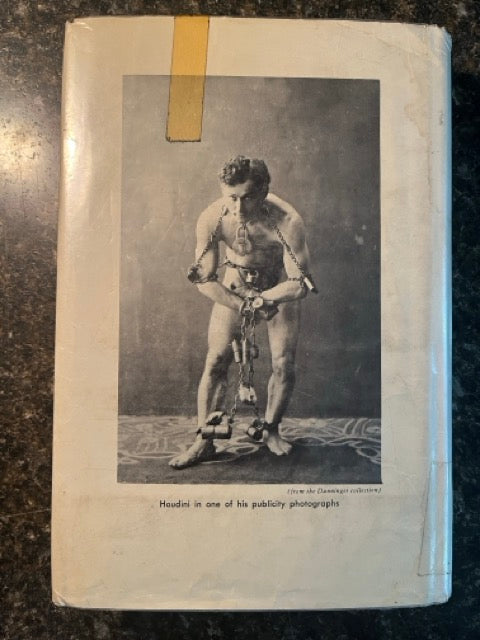 (from the Dunninger collection)
Houdini in one of his publicity photographs